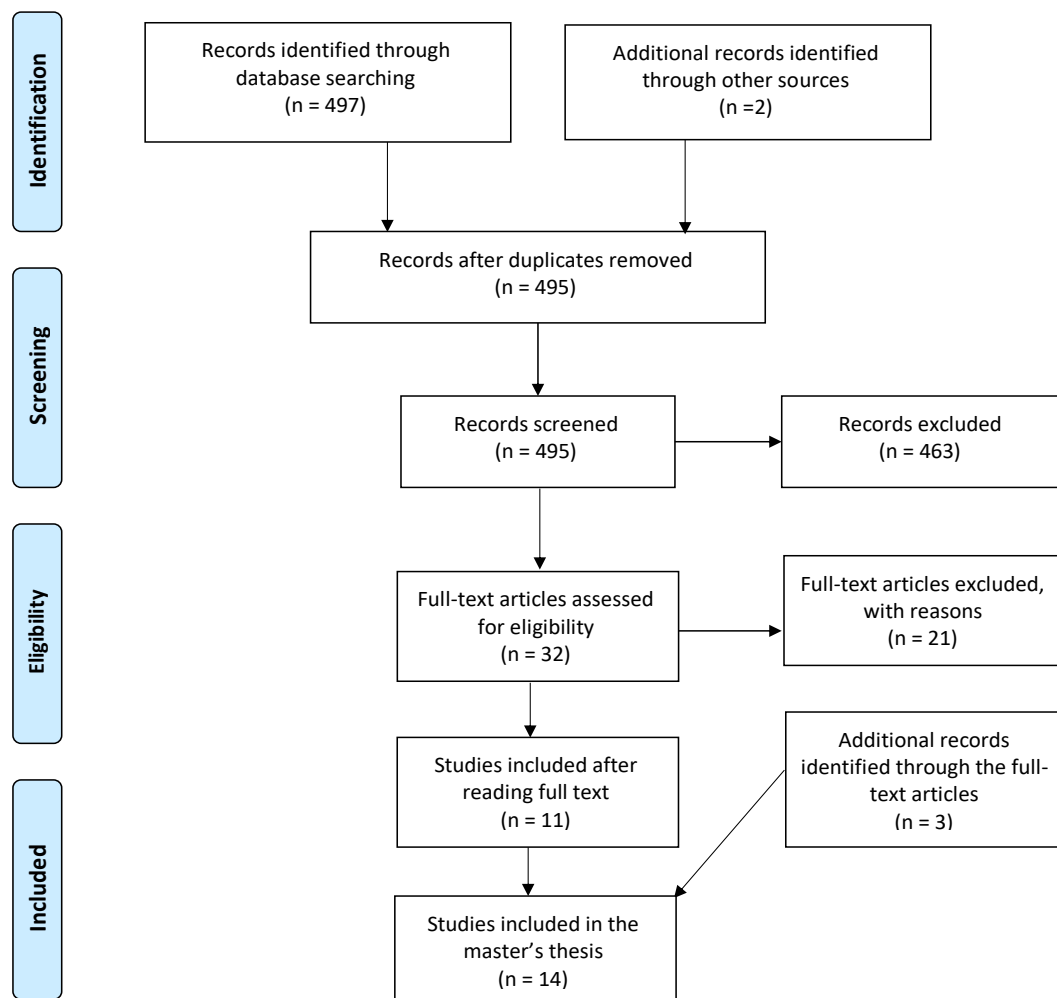 Identification
Records identified through
database searching
(n = 497)
Additional records identified
through other sources
(n =2)
Records after duplicates removed
(n = 495)
Screening
Records screened
(n = 495)
Records excluded
(n = 463)
Eligibility
Full-text articles assessed
for eligibility
(n = 32)
Full-text articles excluded,
with reasons
(n = 21)
Studies included after
reading full text
(n = 11)
Additional records
identified through the full-
text articles
(n = 3)
Included
Studies included in the
master’s thesis
(n = 14)